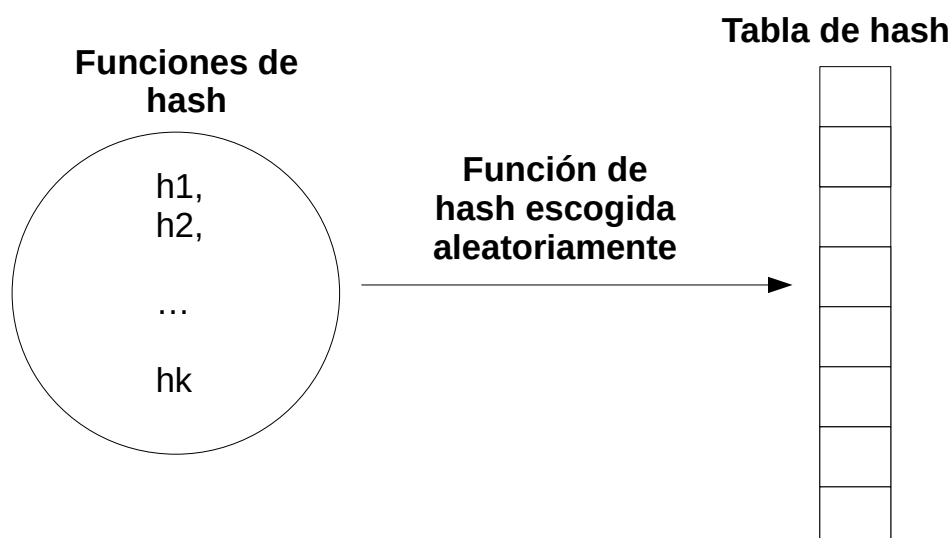 Tabla de hash
Funciones de
hash
h1,
h2,
...
hk
Función de
hash escogida
aleatoriamente